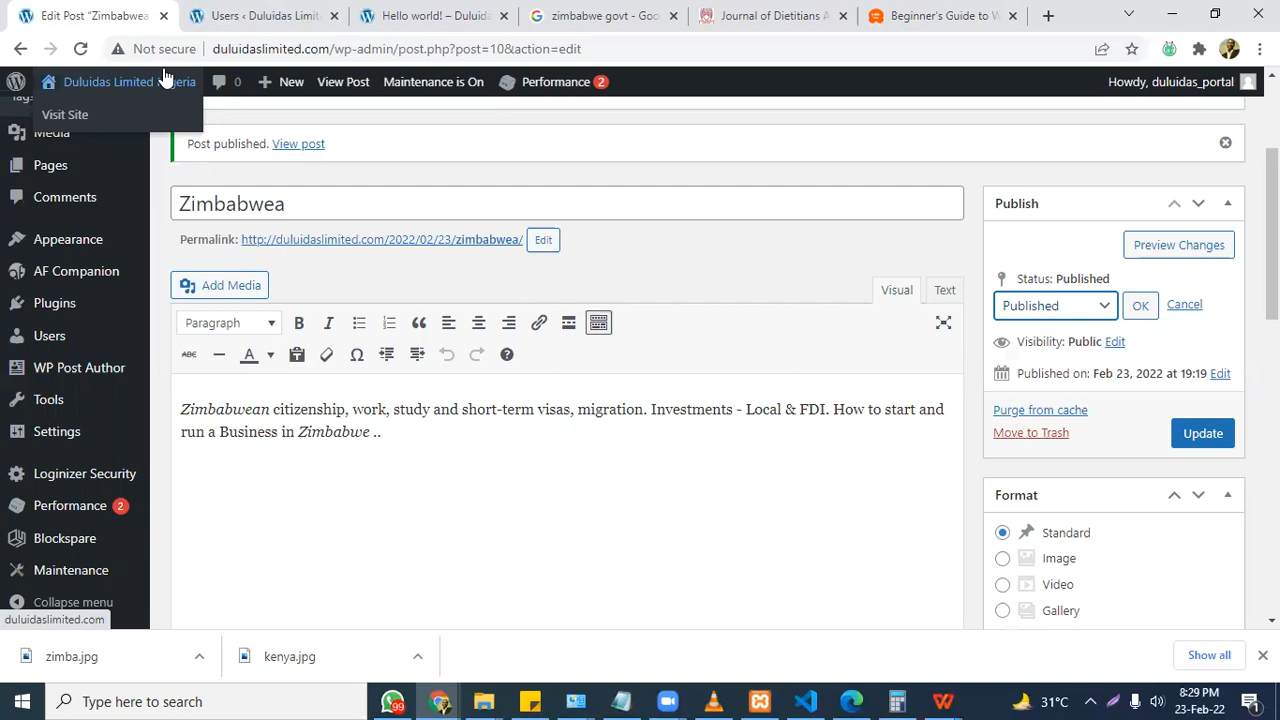 Edit Post “Zimbabwe
Users ‹ Duluidas Limit
Hello world! – Duluid
zimbabwe govt - Goo
Journal of Dietitians A
Beginner's Guide to W
Not secure
duluidaslimited.com/wp-admin/post.php?post=10&action=edit
Duluidas Limited
0
New
View Post
Maintenance is On
Performance 2
Howdy, duluidas_portal
Visit Site
Media
Pages
Comments
Appearance
AF Companion
Plugins
Users
WP Post Author
Tools
Settings
Loginizer Security
Performance 2
Blockspare
Maintenance
Collapse menu
duluidaslimited.com
Post published. View post
Zimbabwea
Permalink: http://duluidaslimited.com/2022/02/23/zimbabwea/ Edit
Add Media
Visual Text
Paragraph
B I
ABC A
Zimbabwean citizenship, work, study and short-term visas, migration. Investments - Local & FDI. How to start and
run a Business in Zimbabwe ..
Publish
Preview Changes
Status: Published
Published OK Cancel
Visibility: Public Edit
Published on: Feb 23, 2022 at 19:19 Edit
Purge from cache
Move to Trash
Update
Format
Standard
Image
Video
Gallery
zimba.jpg
kenya.jpg
Show all
Type here to search
99
31°C
8:29 PM
23-Feb-22
1